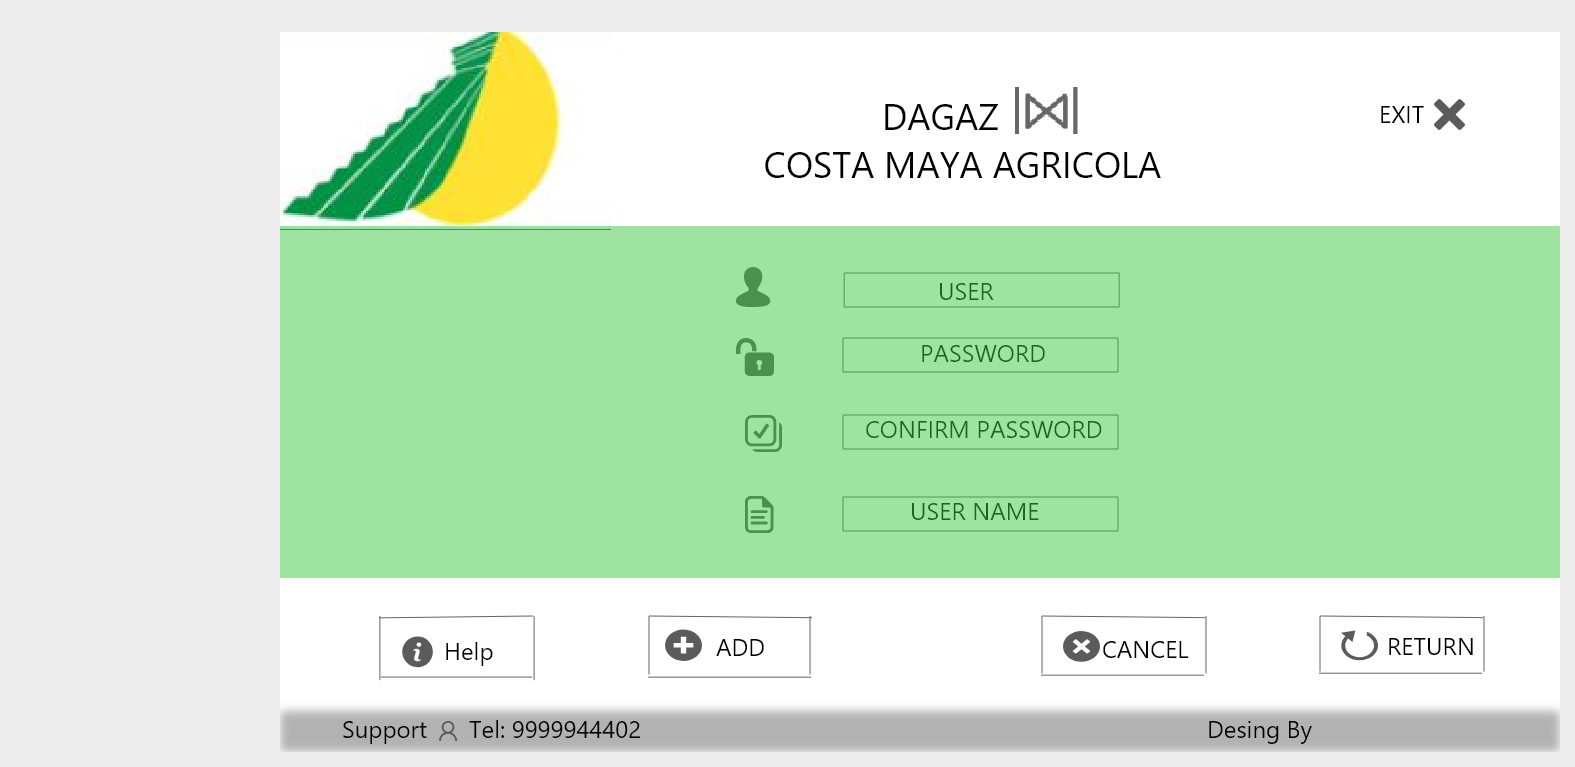 DAGAZ
COSTA MAYA AGRICOLA
EXIT
USER
PASSWORD
CONFIRM PASSWORD
USER NAME
Help
ADD
CANCEL
RETURN
Support Tel: 9999944402
Desing By